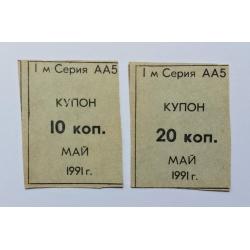 I м Серия АА5
КУПОН
10 коп.
МАЙ
1991 г.
I м Серия АА5
КУПОН
20 коп.
МАЙ
1991 г.